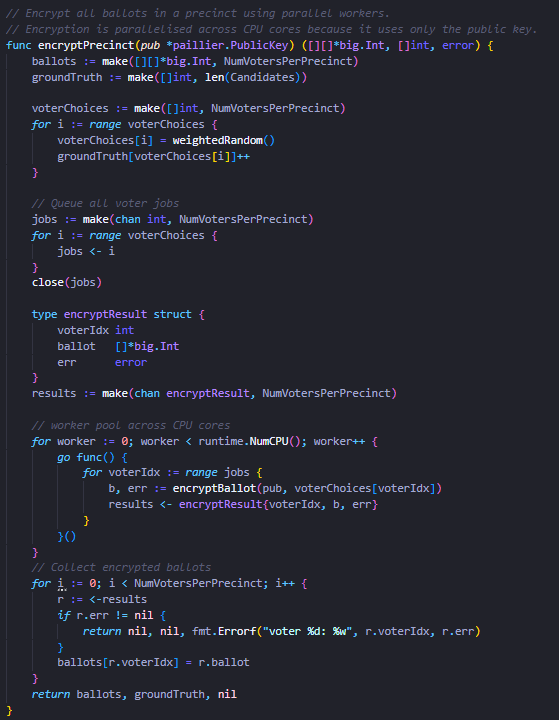 // Encrypt all ballots in a precinct using parallel workers.
// Encryption is parallelised across CPU cores because it uses only the public key.
func encryptPrecinct(pub *paillier.PublicKey) ([][]*big.Int, []int, error) {
    ballots := make([][]*big.Int, NumVotersPerPrecinct)
    groundTruth := make([]int, len(Candidates))

    voterChoices := make([]int, NumVotersPerPrecinct)
    for i := range voterChoices {
        voterChoices[i] = weightedRandom()
        groundTruth[voterChoices[i]]++
    }

    // Queue all voter jobs
    jobs := make(chan int, NumVotersPerPrecinct)
    for i := range voterChoices {
        jobs <- i
    }
    close(jobs)

    type encryptResult struct {
        voterIdx int
        ballot   []*big.Int
        err      error
    }
    results := make(chan encryptResult, NumVotersPerPrecinct)

    // worker pool across CPU cores
    for worker := 0; worker < runtime.NumCPU(); worker++ {
        go func() {
            for voterIdx := range jobs {
                b, err := encryptBallot(pub, voterChoices[voterIdx])
                results <- encryptResult{voterIdx, b, err}
            }
        }()
    }
    // Collect encrypted ballots
    for i := 0; i < NumVotersPerPrecinct; i++ {
        r := <-results
        if r.err != nil {
            return nil, nil, fmt.Errorf("voter %d: %w", r.voterIdx, r.err)
        }
        ballots[r.voterIdx] = r.ballot
    }
    return ballots, groundTruth, nil
}